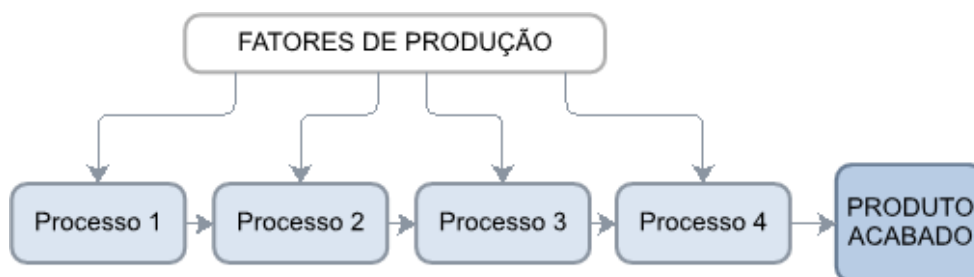 FATORES DE PRODUÇÃO
Processo 1
Processo 2
Processo 3
Processo 4
PRODUTO
ACABADO